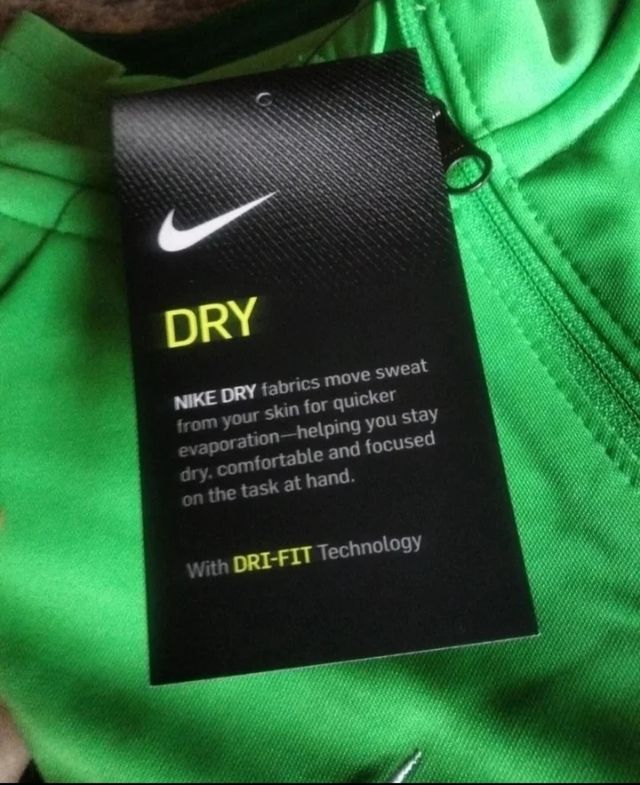 DRY
NIKE DRY fabrics move sweat
from your skin for quicker
evaporation—helping you stay
dry, comfortable and focused
on the task at hand.
With DRI-FIT Technology